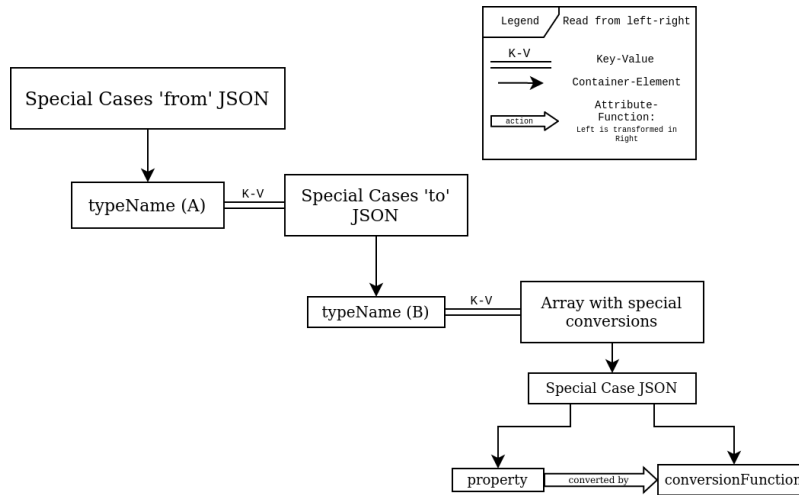 Legend
Read from left-right
K-V
Key-Value
Container-Element
action
Attribute-
Function:
Left is transformed in
Right
Special Cases 'from' JSON
typeName (A)
K-V
Special Cases 'to'
JSON
typeName (B)
K-V
Array with special
conversions
Special Case JSON
property
converted by
conversionFunction